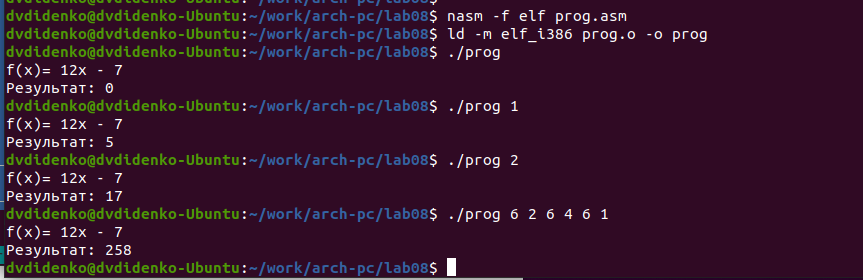 dvdidenko@dvdidenko-Ubuntu:~/work/arch-pc/lab08$ nasm -f elf prog.asm
dvdidenko@dvdidenko-Ubuntu:~/work/arch-pc/lab08$ ld -m elf_i386 prog.o -o prog
dvdidenko@dvdidenko-Ubuntu:~/work/arch-pc/lab08$ ./prog
f(x)= 12x - 7
Результат: 0
dvdidenko@dvdidenko-Ubuntu:~/work/arch-pc/lab08$ ./prog 1
f(x)= 12x - 7
Результат: 5
dvdidenko@dvdidenko-Ubuntu:~/work/arch-pc/lab08$ ./prog 2
f(x)= 12x - 7
Результат: 17
dvdidenko@dvdidenko-Ubuntu:~/work/arch-pc/lab08$ ./prog 6 2 6 4 6 1
f(x)= 12x - 7
Результат: 258
dvdidenko@dvdidenko-Ubuntu:~/work/arch-pc/lab08$